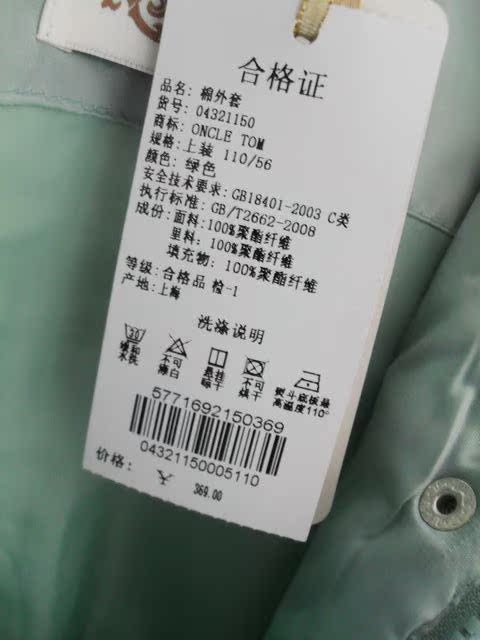 合格证
品名: 棉外套
货号: 04321150
商标: ONCLE TOM
规格: 上装 110/56
颜色: 绿色
安全技术要求: GB18401-2003 C类
执行标准: GB/T2662-2008
成份: 面料:100%聚酯纤维
里料: 100%聚酯纤维
填充物: 100%聚酯纤维
等级: 合格品 检-1
产地: 上海
洗涤说明
20
缓和水洗
不可漂白
悬挂晾干
不可烘干
熨斗底板最高温度110°
5771692150369
04321150005110
价格: ¥ 369.00